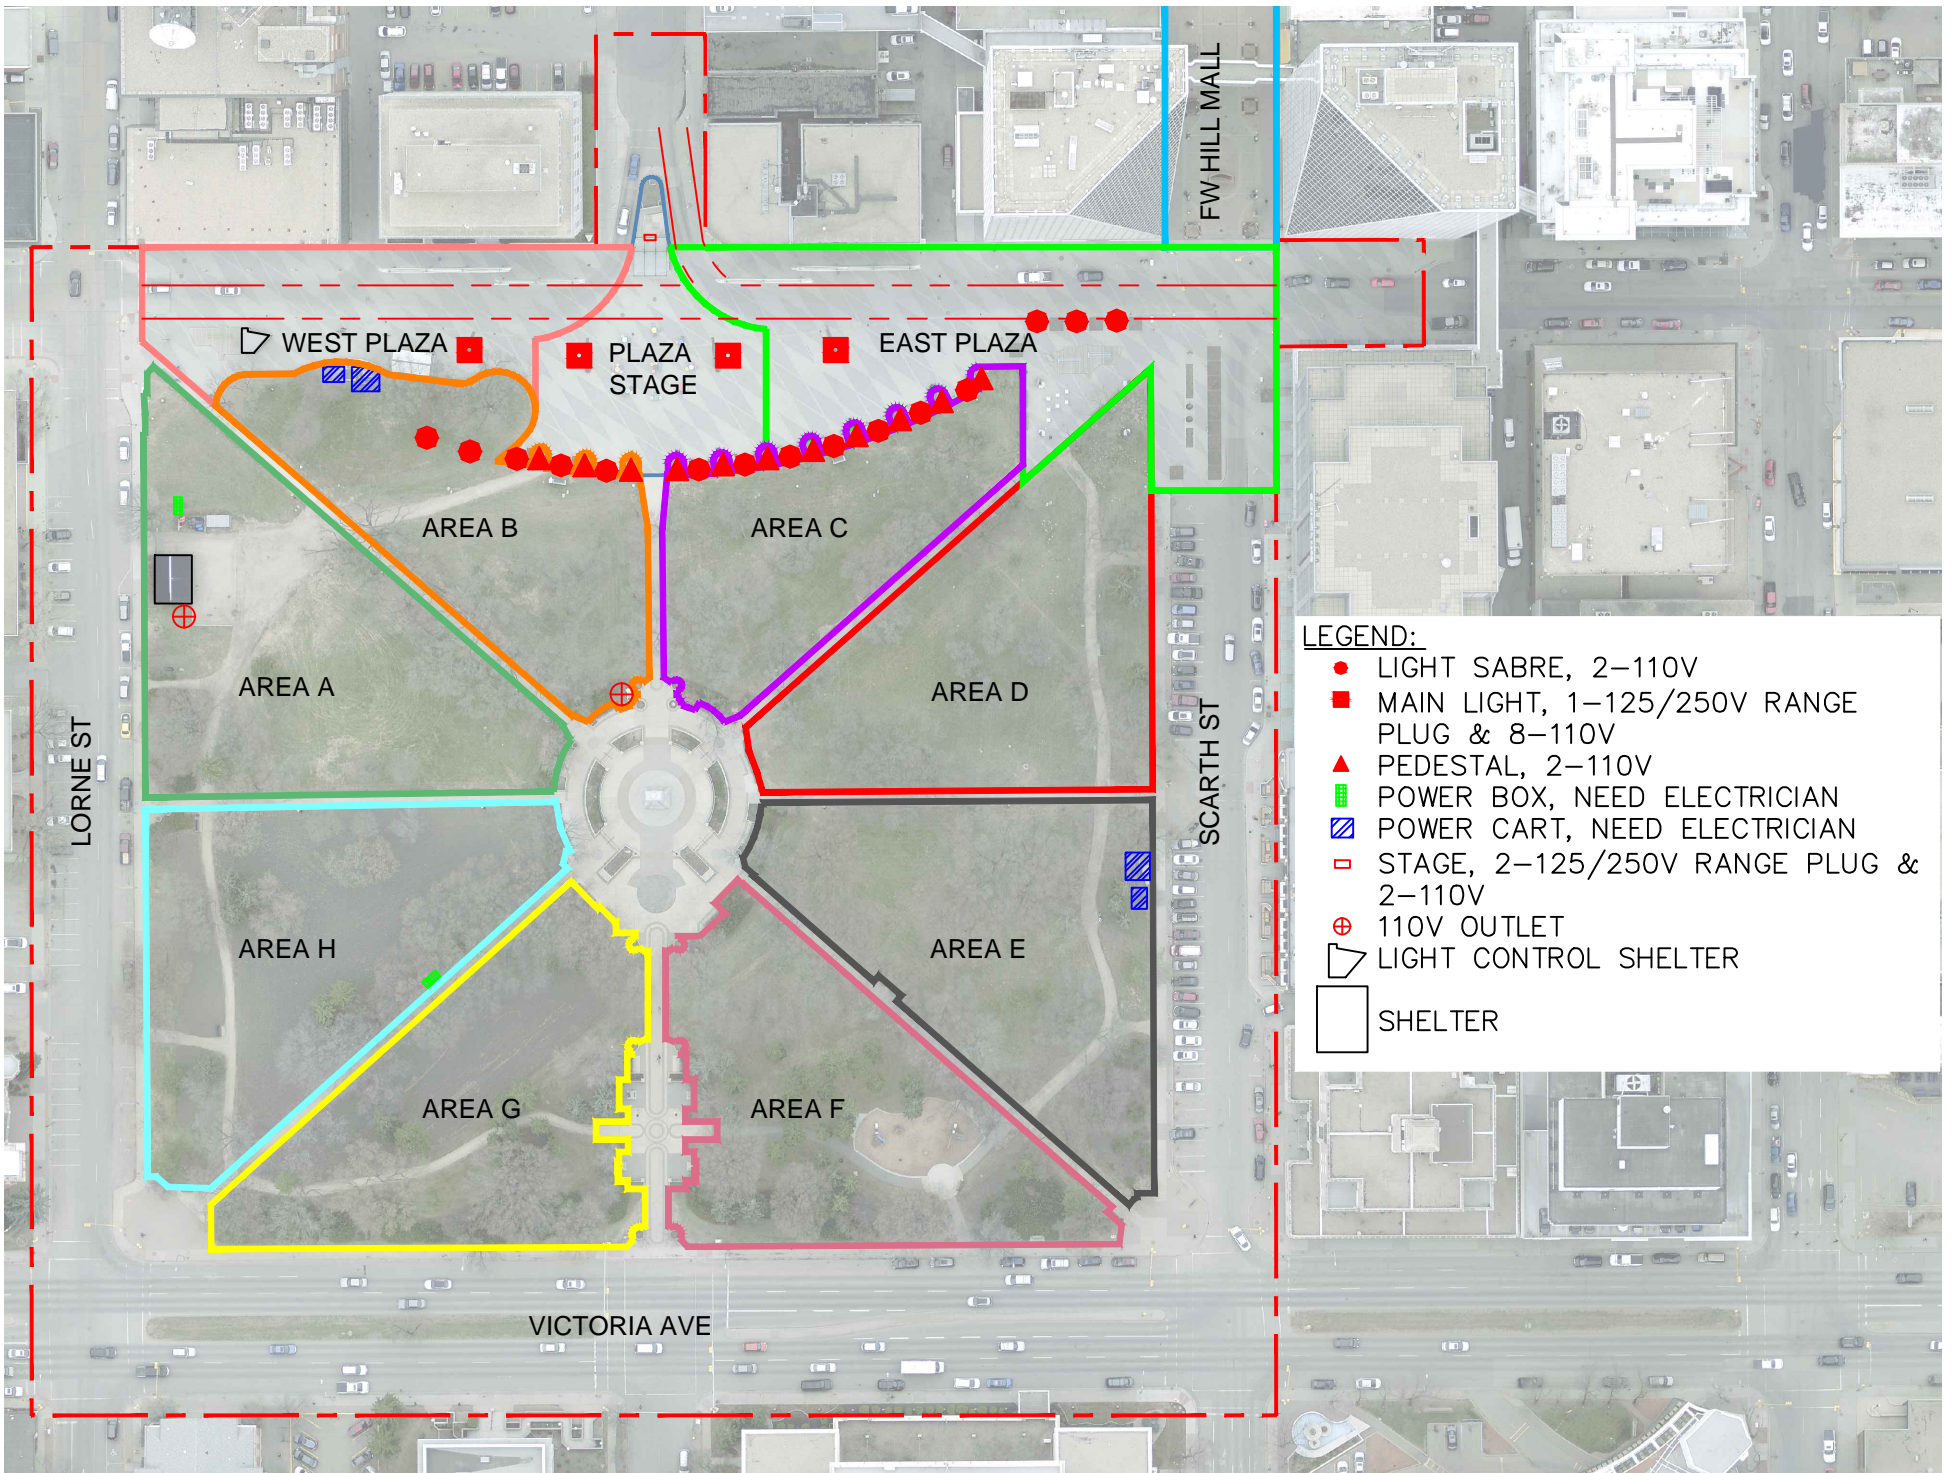 FW HILL MALL
WEST PLAZA
PLAZA
STAGE
EAST PLAZA
AREA B
AREA C
AREA A
AREA D
LORNE ST
SCARTH ST
AREA H
AREA E
AREA G
AREA F
VICTORIA AVE
LEGEND:
LIGHT SABRE, 2-110V
MAIN LIGHT, 1-125/250V RANGE
PLUG & 8-110V
PEDESTAL, 2-110V
POWER BOX, NEED ELECTRICIAN
POWER CART, NEED ELECTRICIAN
STAGE, 2-125/250V RANGE PLUG &
2-110V
110V OUTLET
LIGHT CONTROL SHELTER
SHELTER